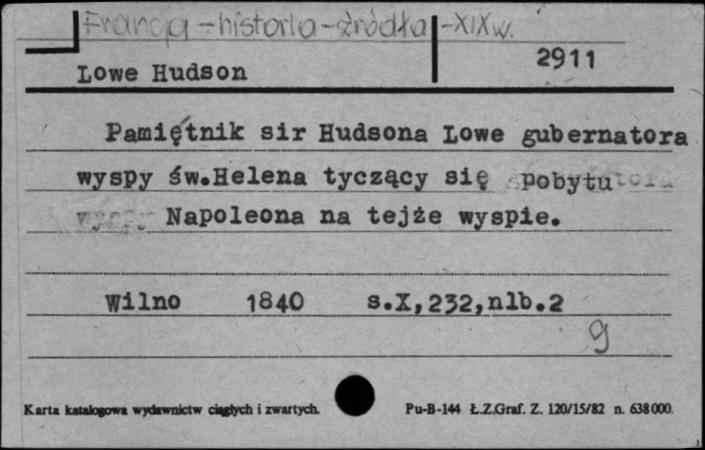 Francja - historia - źródła - XIX w.
2911
Lowe Hudson
Pamiętnik sir Hudsona Lowe gubernatora
wyspy św.Helena tyczący się pobytu
Napoleona na tejże wyspie.
Wilno 1840 s.X,232,nlb.2
9
Karta katalogowa wydawnictw ciągłych i zwartych. Pu-B-144 Ł.Z.Graf. Z. 120/15/82 n. 638000.